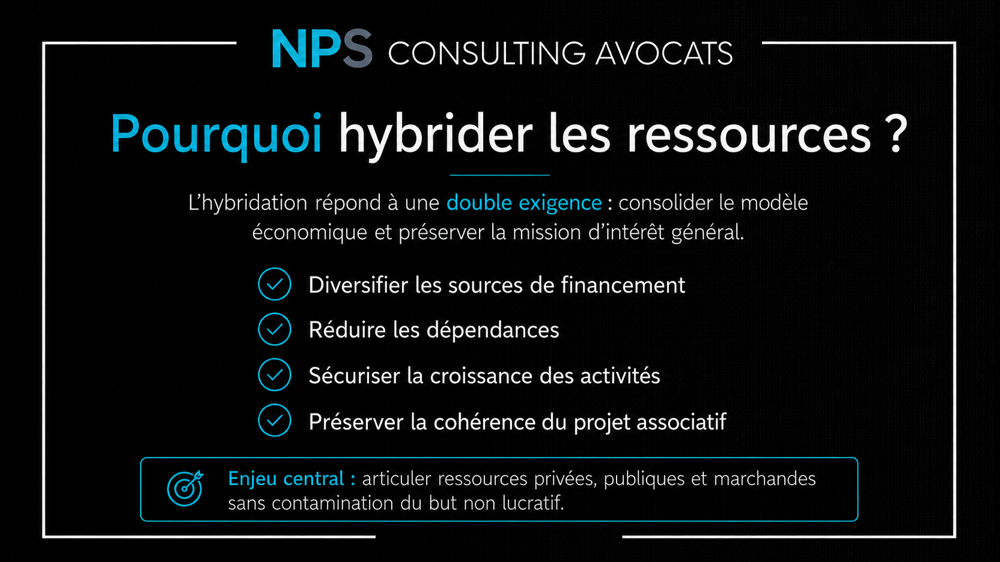 NPS CONSULTING AVOCATS
Pourquoi hybrider les ressources ?
L’hybridation répond à une double exigence : consolider le modèle
économique et préserver la mission d’intérêt général.
Diversifier les sources de financement
Réduire les dépendances
Sécuriser la croissance des activités
Préserver la cohérence du projet associatif
Enjeu central : articuler ressources privées, publiques et marchandes
sans contamination du but non lucratif.